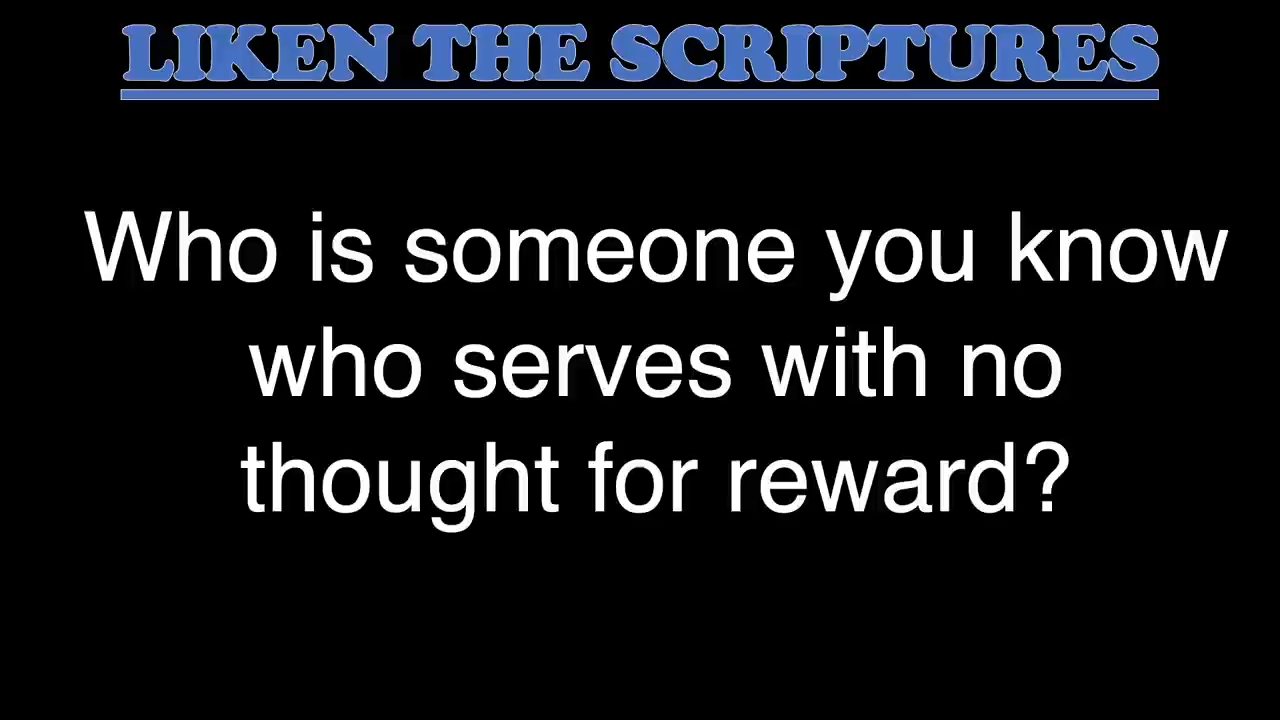 LIKEN THE SCRIPTURES
Who is someone you know
who serves with no
thought for reward?